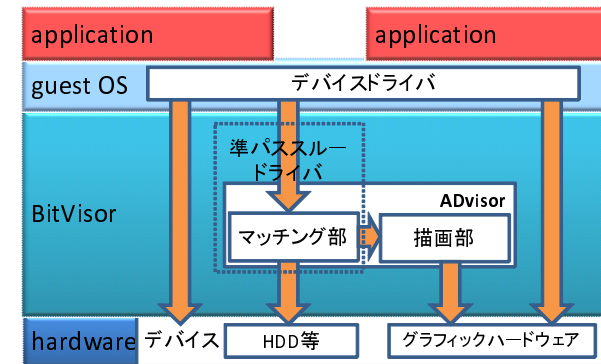 application
application
guest OS
デバイスドライバ
準パススルー
ドライバ
ADvisor
BitVisor
マッチング部
描画部
hardware
デバイス
HDD等
グラフィックハードウェア